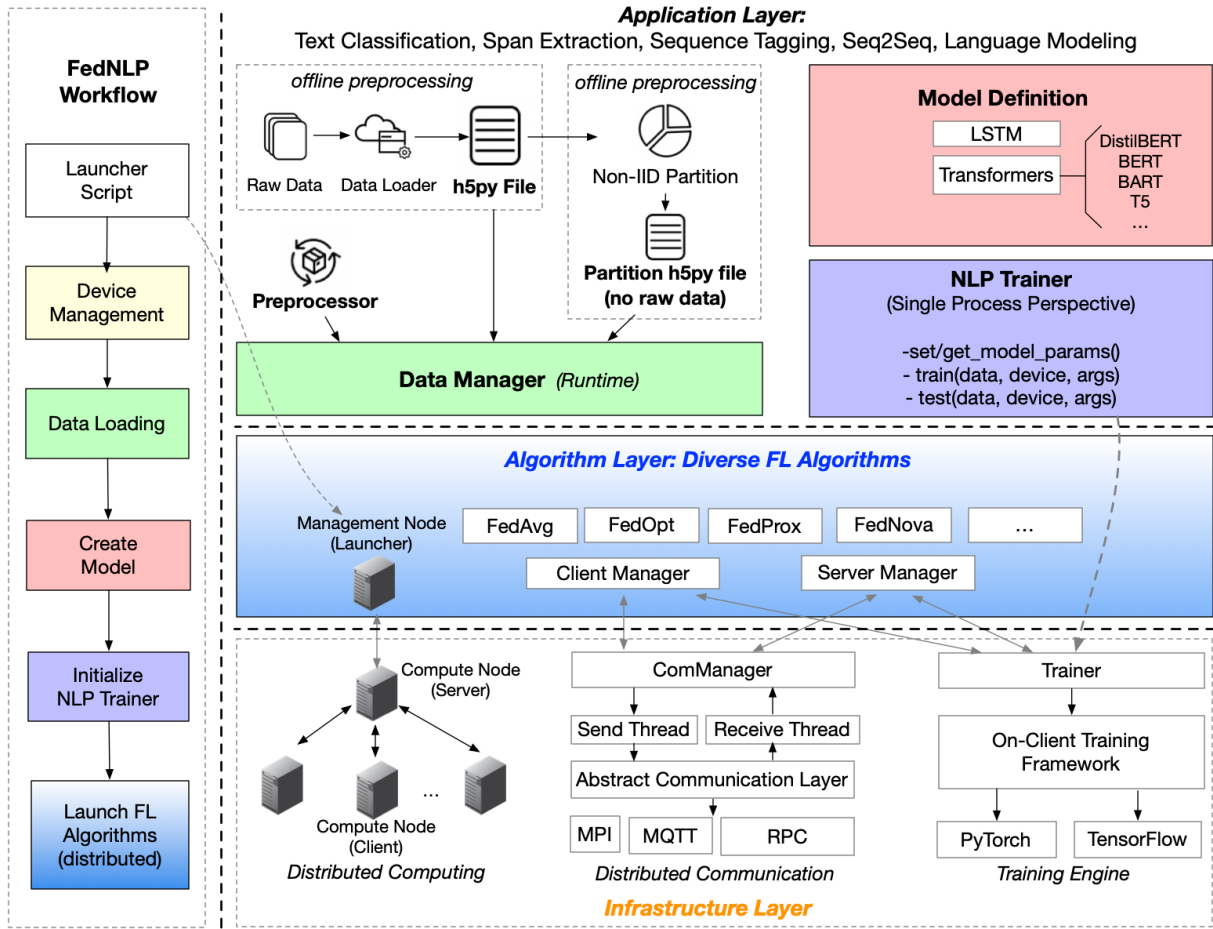 FedNLP
Workflow
Launcher
Script
Device
Management
Data Loading
Create
Model
Initialize
NLP Trainer
Launch FL
Algorithms
(distributed)
Application Layer:
Text Classification, Span Extraction, Sequence Tagging, Seq2Seq, Language Modeling
offline preprocessing
Raw Data
Data Loader
h5py File
offline preprocessing
Non-IID Partition
Partition h5py file
(no raw data)
Preprocessor
Data Manager (Runtime)
Model Definition
LSTM
Transformers
DistilBERT
BERT
BART
T5
...
NLP Trainer
(Single Process Perspective)
-set/get_model_params()
- train(data, device, args)
- test(data, device, args)
Algorithm Layer: Diverse FL Algorithms
Management Node
(Launcher)
FedAvg
FedOpt
FedProx
FedNova
...
Client Manager
Server Manager
Compute Node
(Server)
...
Compute Node
(Client)
Distributed Computing
ComManager
Send Thread
Receive Thread
Abstract Communication Layer
MPI
MQTT
RPC
Distributed Communication
Trainer
On-Client Training
Framework
PyTorch
TensorFlow
Training Engine
Infrastructure Layer